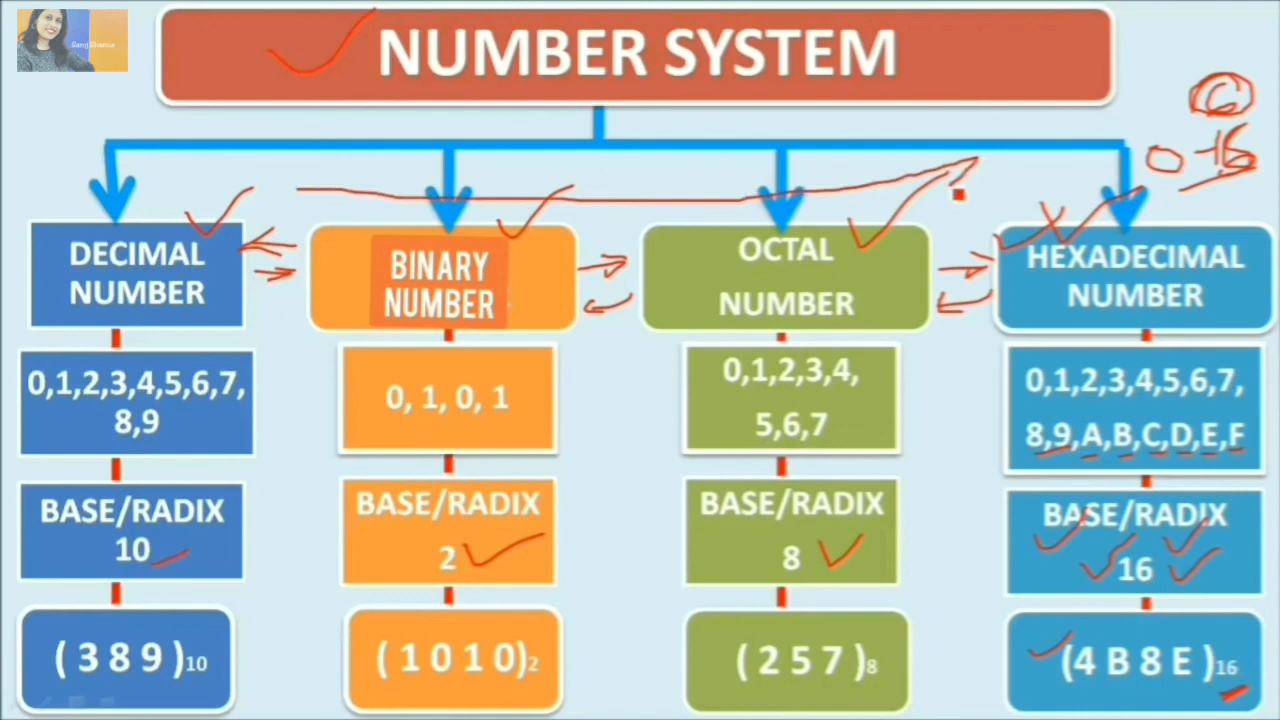 Saroj Sharma
NUMBER SYSTEM
6
0 - 16
DECIMAL
NUMBER
0,1,2,3,4,5,6,7,
8,9
BASE/RADIX
10
( 3 8 9 )10
BINARY
NUMBER
0, 1, 0, 1
BASE/RADIX
2
( 1 0 1 0)2
OCTAL
NUMBER
0,1,2,3,4,
5,6,7
BASE/RADIX
8
( 2 5 7 )8
HEXADECIMAL
NUMBER
0,1,2,3,4,5,6,7,
8,9,A,B,C,D,E,F
BASE/RADIX
16
(4 B 8 E )16